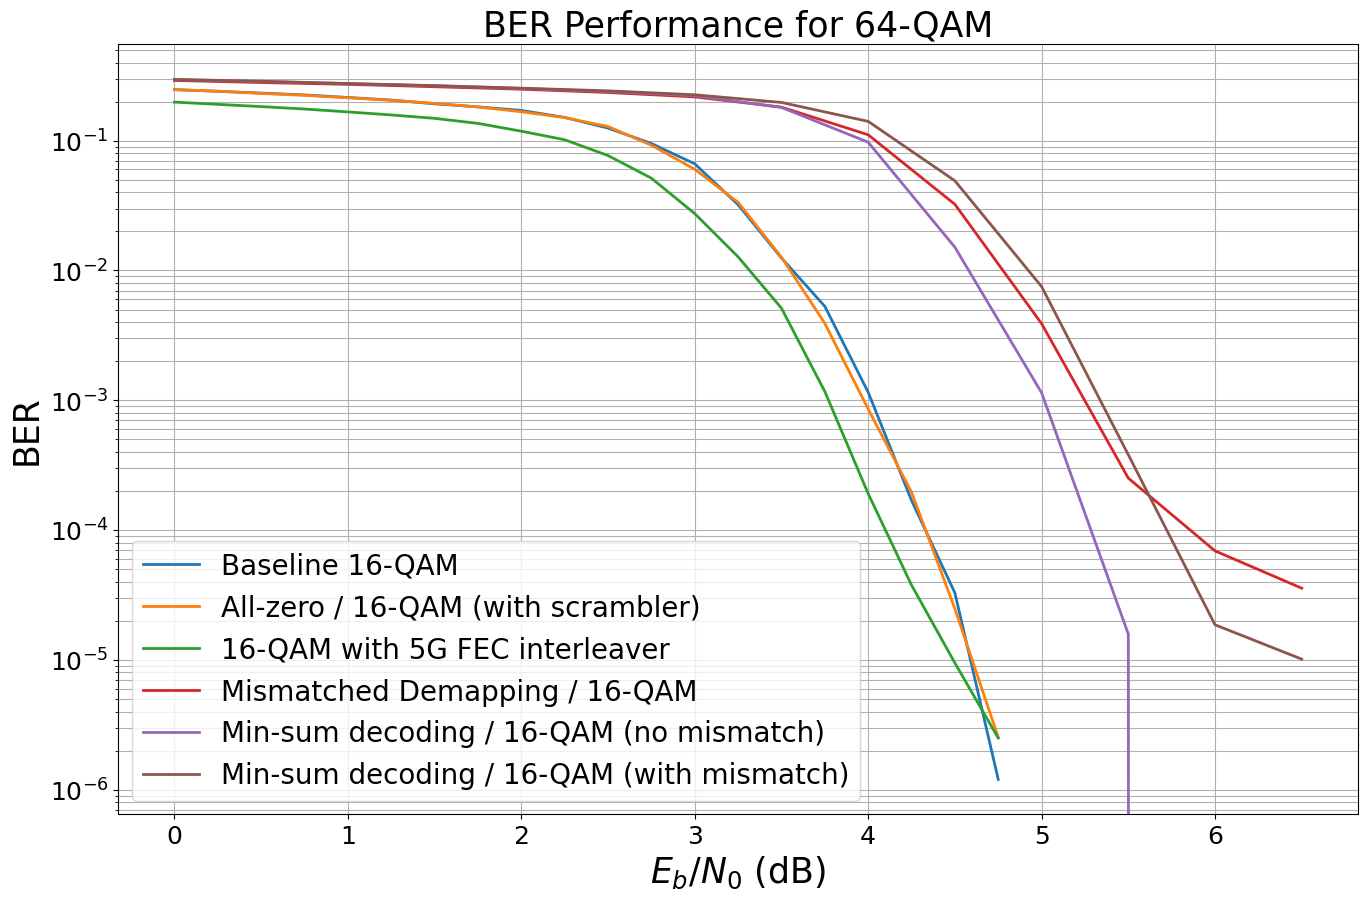 BER Performance for 64-QAM
BER
10⁻¹
10⁻²
10⁻³
10⁻⁴
10⁻⁵
10⁻⁶
Baseline 16-QAM
All-zero / 16-QAM (with scrambler)
16-QAM with 5G FEC interleaver
Mismatched Demapping / 16-QAM
Min-sum decoding / 16-QAM (no mismatch)
Min-sum decoding / 16-QAM (with mismatch)
0 1 2 3 4 5 6
E_b/N_0 (dB)